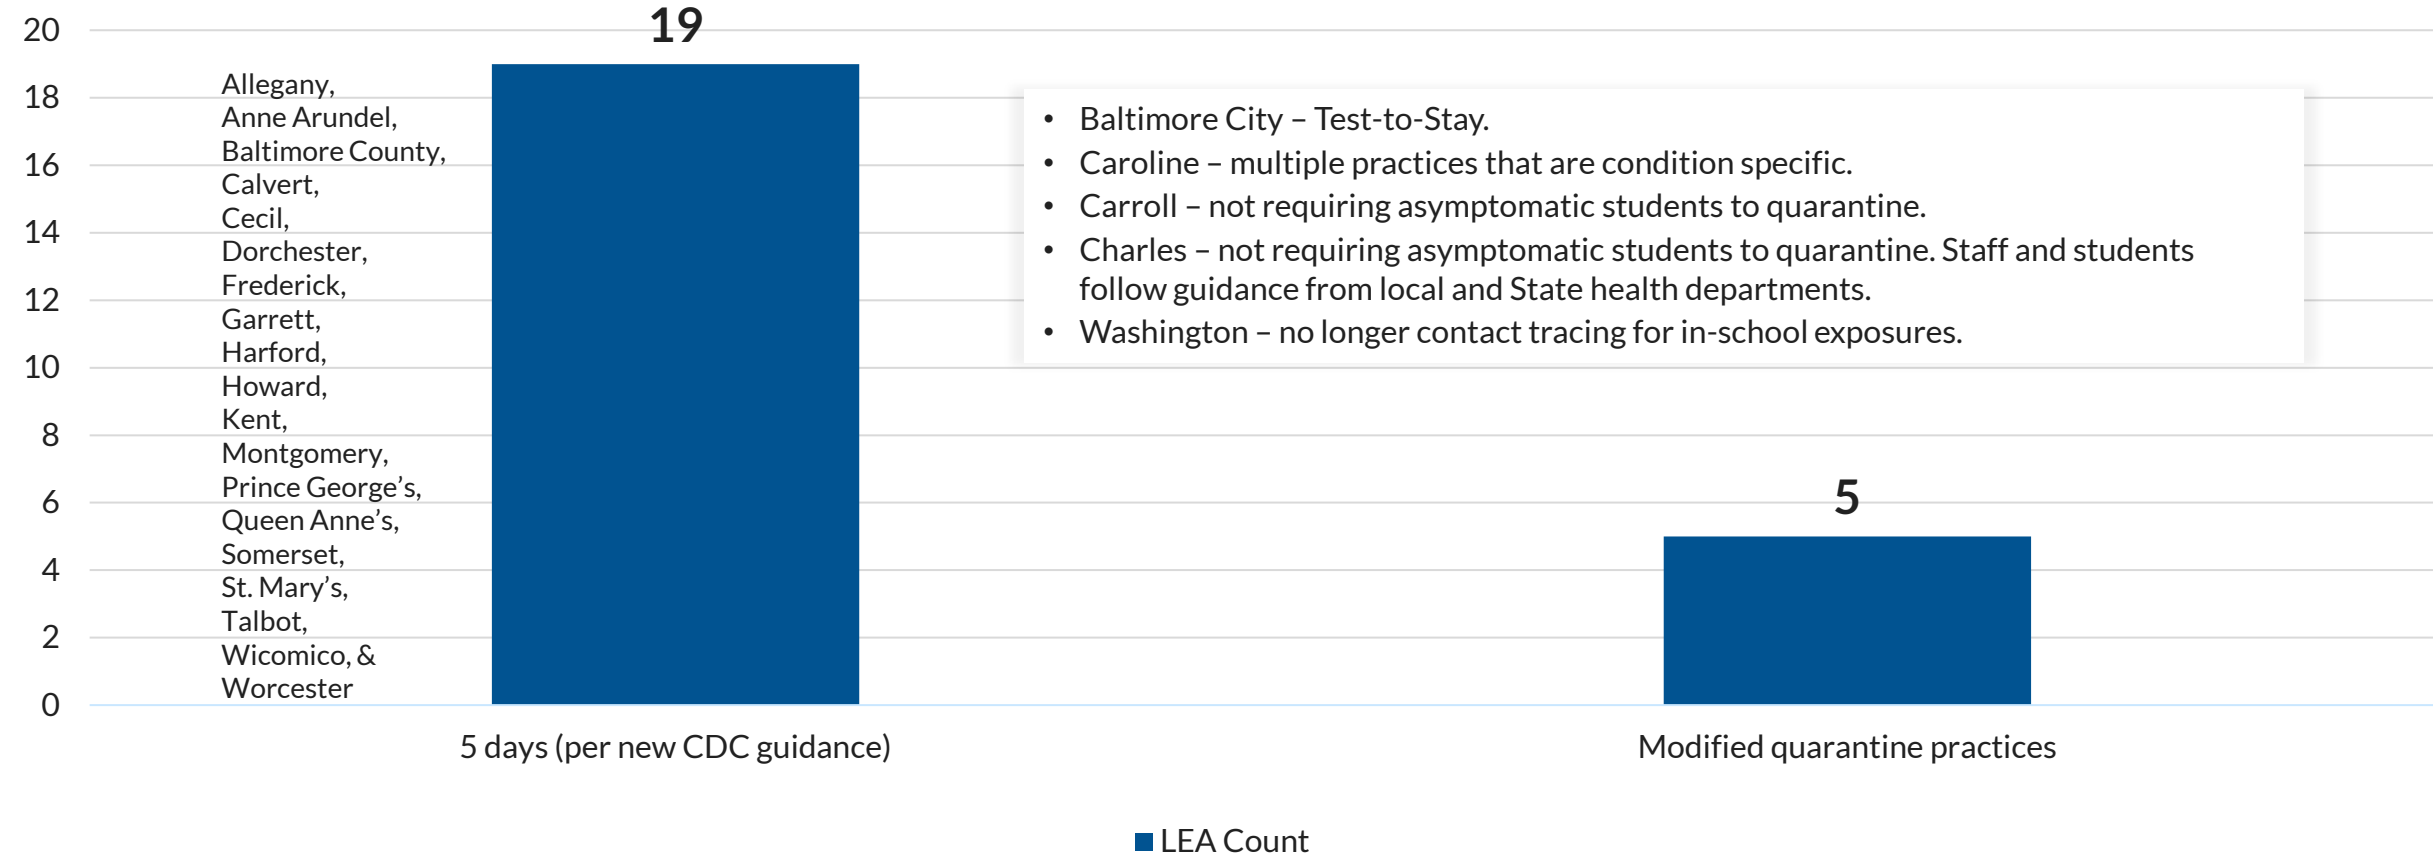 20
18
16
14
12
10
8
6
4
2
0
19
Allegany,
Anne Arundel,
Baltimore County,
Calvert,
Cecil,
Dorchester,
Frederick,
Garrett,
Harford,
Howard,
Kent,
Montgomery,
Prince George’s,
Queen Anne’s,
Somerset,
St. Mary’s,
Talbot,
Wicomico, &
Worcester
• Baltimore City – Test-to-Stay.
• Caroline – multiple practices that are condition specific.
• Carroll – not requiring asymptomatic students to quarantine.
• Charles – not requiring asymptomatic students to quarantine. Staff and students
follow guidance from local and State health departments.
• Washington – no longer contact tracing for in-school exposures.
5
5 days (per new CDC guidance)
Modified quarantine practices
LEA Count